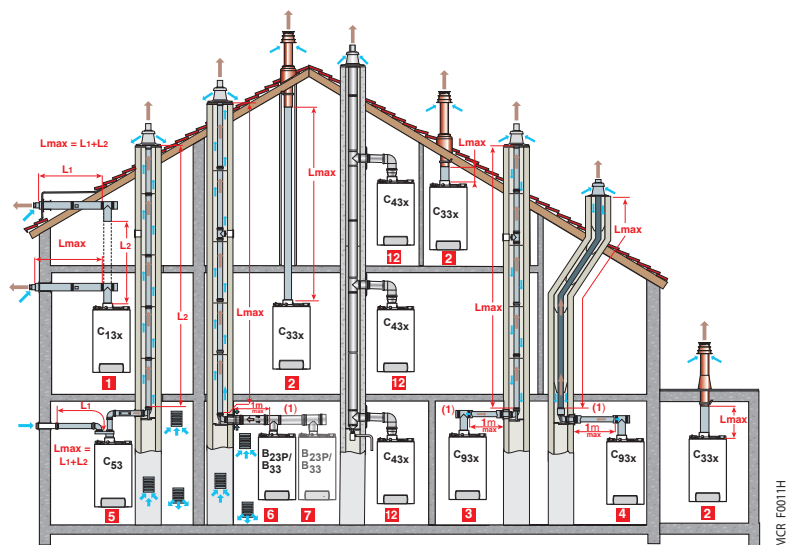 Lmax = L1+L2
L1
L2
Lmax
C13x
1
L2
Lmax
Lmax
C33x
2
C43x
12
C43x
12
Lmax
C33x
2
Lmax
Lmax
L1
Lmax =
L1+L2
C53
5
1m
max
(1)
B23P/
B33
6
B23P/
B33
7
C43x
12
(1)
1m
max
C93x
3
(1)
1m
max
C93x
4
Lmax
C33x
2
MCR_F0011H